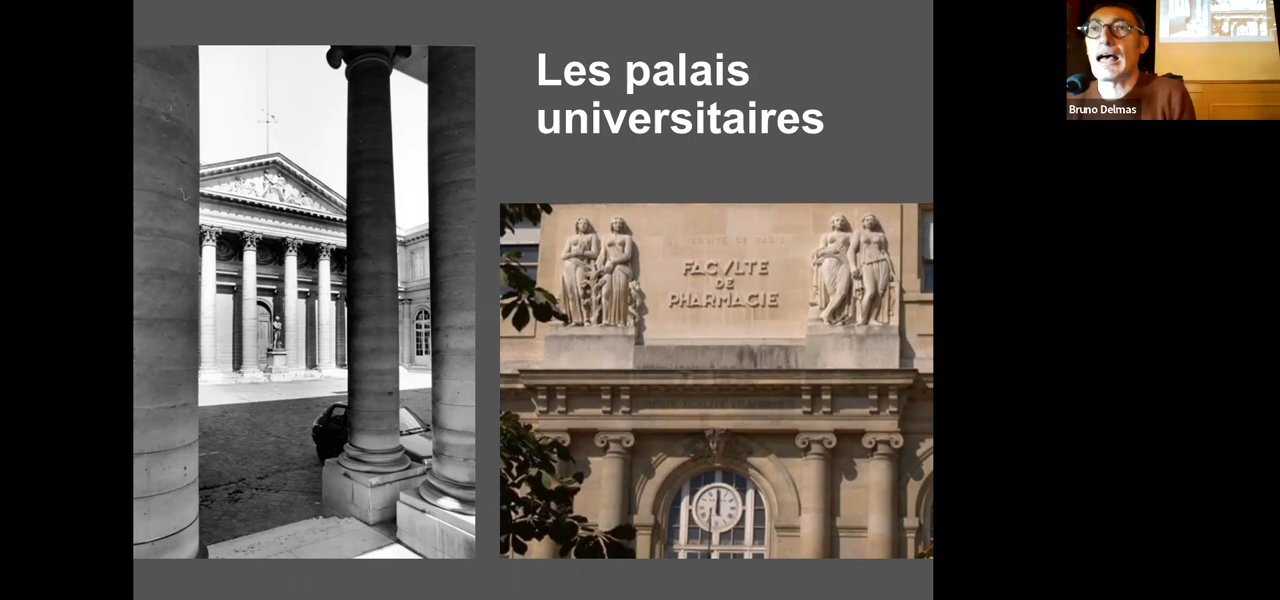 Les palais
universitaires
FACVLTE
DE
PHARMACIE
Bruno Delmas